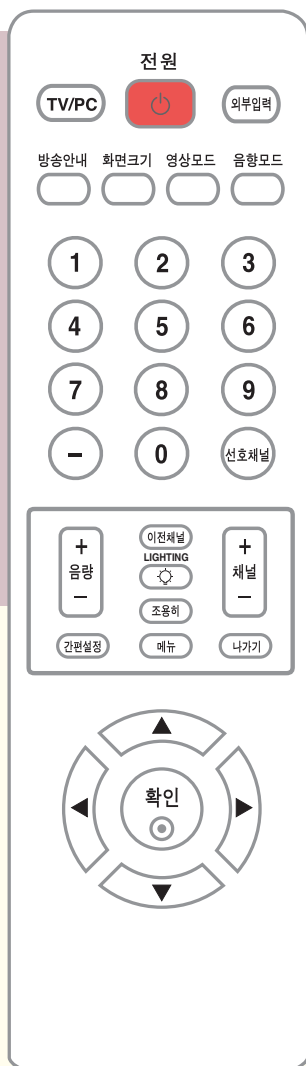 전원
TV/PC
외부입력
방송안내 화면크기 영상모드 음향모드
1 2 3
4 5 6
7 8 9
- 0 선호채널
이전채널
+ LIGHTING +
음량 채널
- 조용히 -
간편설정 메뉴 나가기
확인